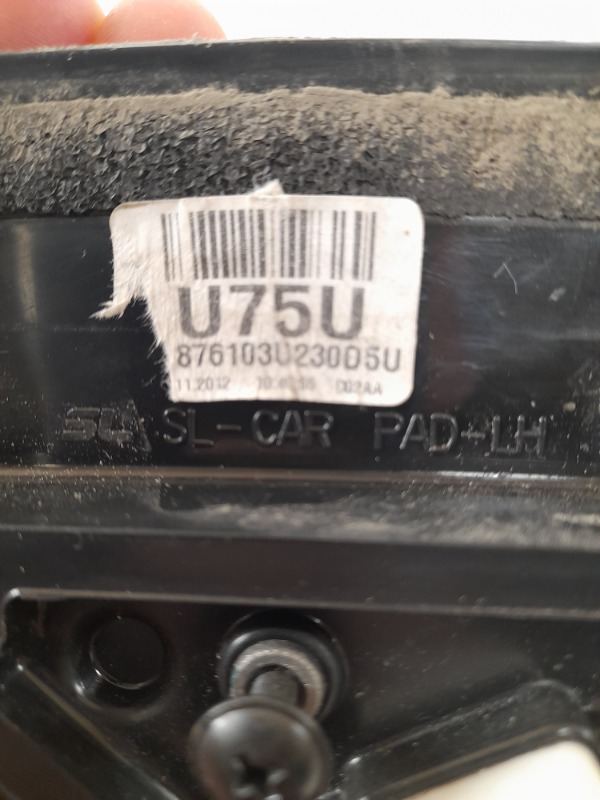 U75U
876103U230D5U
11.2012
SL-CAR PAD-LH